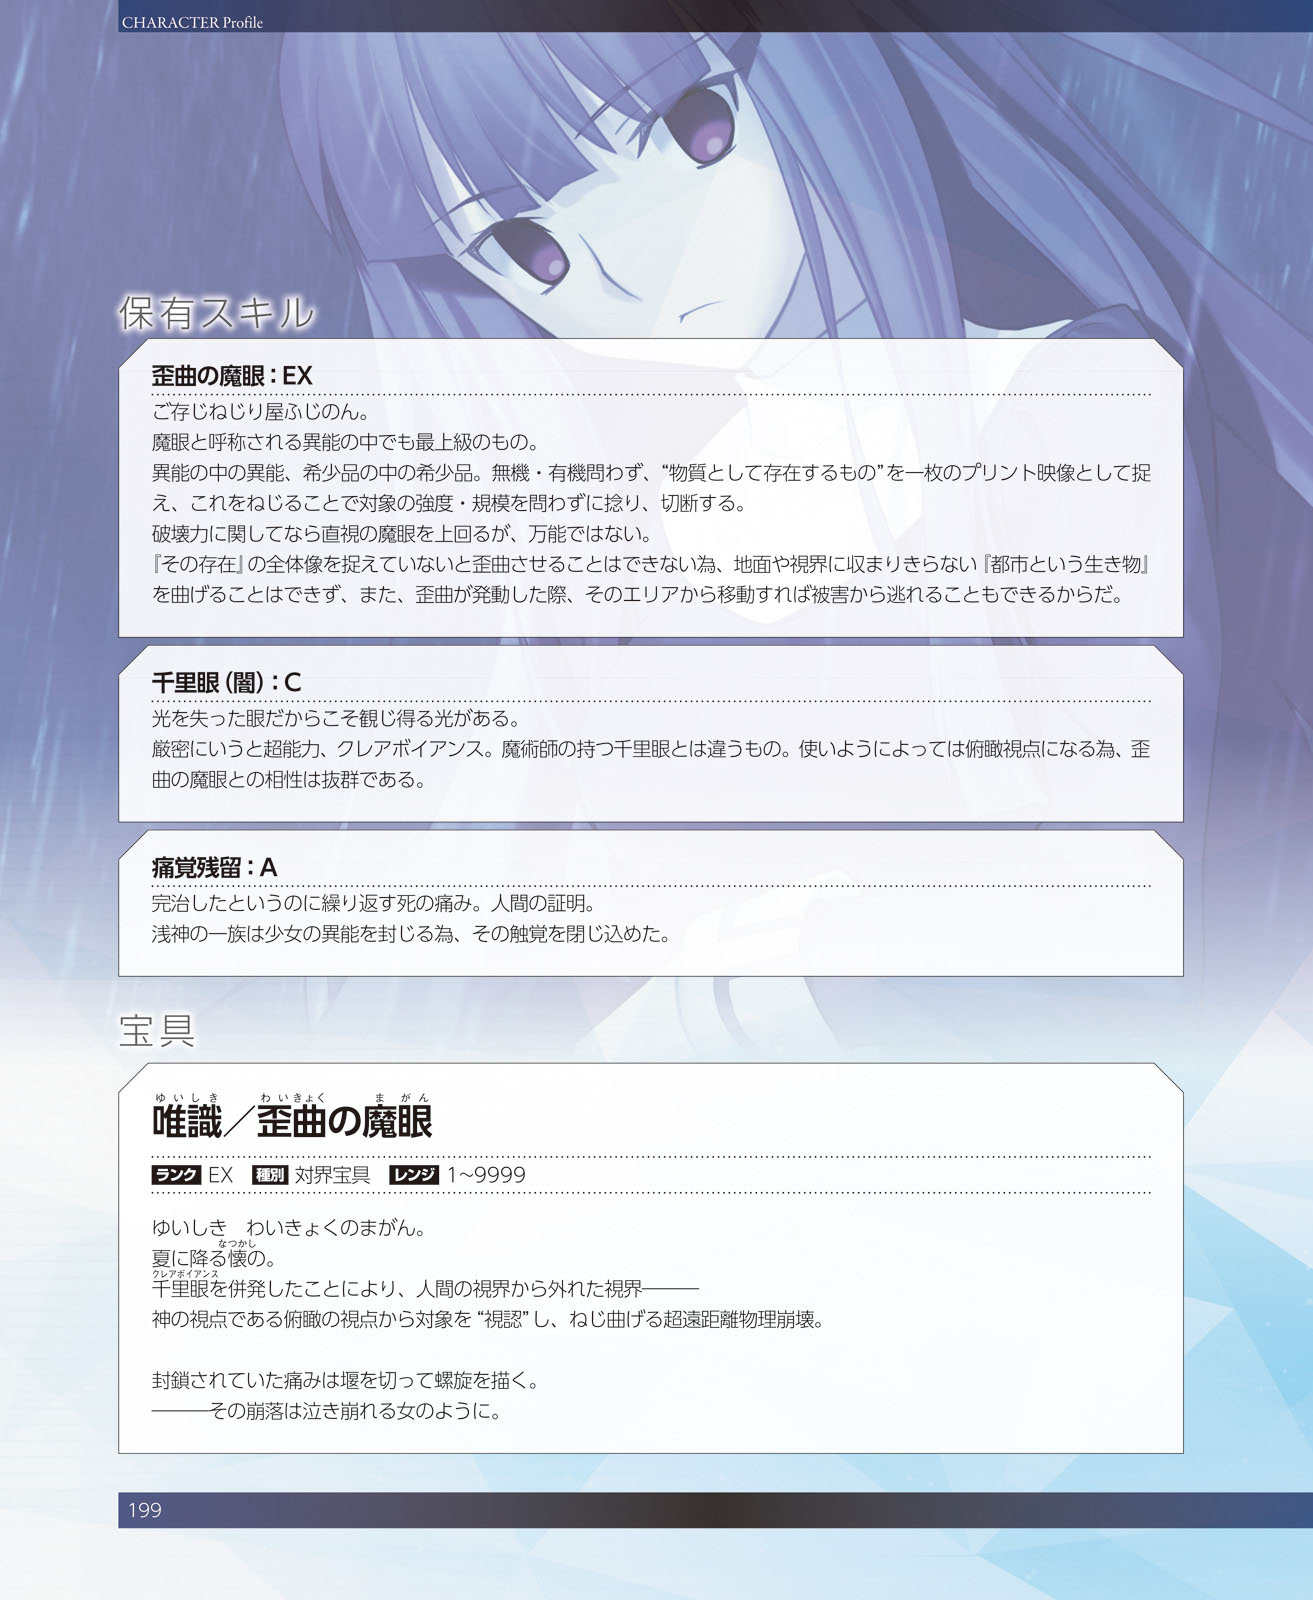 CHARACTER Profile
保有スキル
歪曲の魔眼：EX
ご存じねじり屋ふじのん。
魔眼と呼称される異能の中でも最上級のもの。
異能の中の異能、希少品の中の希少品。無機・有機問わず、“物質として存在するもの”を一枚のプリント映像として捉
え、これをねじることで対象の強度・規模を問わずに捻り、切断する。
破壊力に関してなら直視の魔眼を上回るが、万能ではない。
『その存在』の全体像を捉えていないと歪曲させることはできない為、地面や視界に収まりきらない『都市という生き物』
を曲げることはできず、また、歪曲が発動した際、そのエリアから移動すれば被害から逃れることもできるからだ。
千里眼（闇）：C
光を失った眼だからこそ観じ得る光がある。
厳密にいうと超能力、クレアボイアンス。魔術師の持つ千里眼とは違うもの。使いようによっては俯瞰視点になる為、歪
曲の魔眼との相性は抜群である。
痛覚残留：A
完治したというのに繰り返す死の痛み。人間の証明。
浅神の一族は少女の異能を封じる為、その触覚を閉じ込めた。
宝具
ゆいしき わいきょく まがん
唯識／歪曲の魔眼
ランク EX 種別 対界宝具 レンジ 1～9999
ゆいしき　わいきょくのまがん。
なつかし
夏に降る懐の。
クレアボイアンス
千里眼を併発したことにより、人間の視界から外れた視界―――
神の視点である俯瞰の視点から対象を“視認”し、ねじ曲げる超遠距離物理崩壊。
封鎖されていた痛みは堰を切って螺旋を描く。
―――その崩落は泣き崩れる女のように。
199